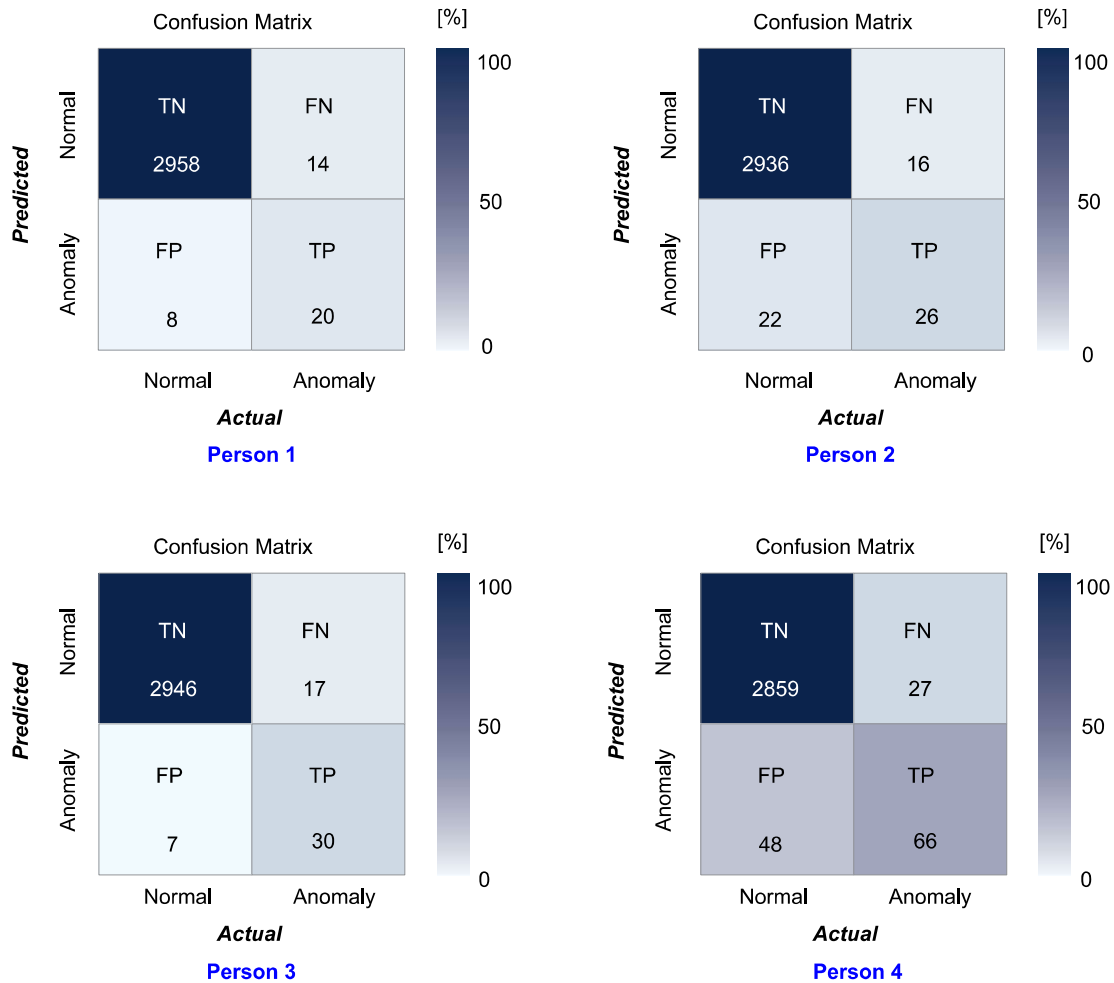 Confusion Matrix
[%]
Predicted
Normal
Anomaly
TN
FN
2958
14
FP
TP
8
20
100
50
0
Normal
Anomaly
Actual
Person 1
Confusion Matrix
[%]
Predicted
Normal
Anomaly
TN
FN
2936
16
FP
TP
22
26
100
50
0
Normal
Anomaly
Actual
Person 2
Confusion Matrix
[%]
Predicted
Normal
Anomaly
TN
FN
2946
17
FP
TP
7
30
100
50
0
Normal
Anomaly
Actual
Person 3
Confusion Matrix
[%]
Predicted
Normal
Anomaly
TN
FN
2859
27
FP
TP
48
66
100
50
0
Normal
Anomaly
Actual
Person 4